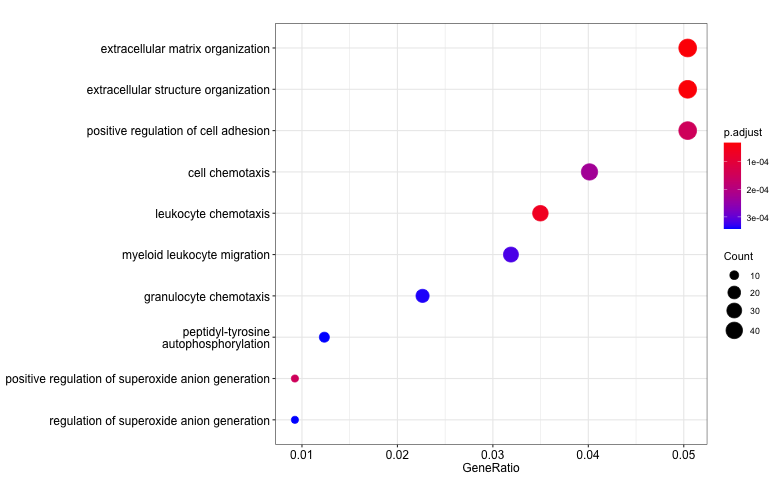 extracellular matrix organization
extracellular structure organization
positive regulation of cell adhesion
cell chemotaxis
leukocyte chemotaxis
myeloid leukocyte migration
granulocyte chemotaxis
peptidyl-tyrosine
autophosphorylation
positive regulation of superoxide anion generation
regulation of superoxide anion generation
0.01 0.02 0.03 0.04 0.05
GeneRatio
p.adjust
1e-04
2e-04
3e-04
Count
10
20
30
40